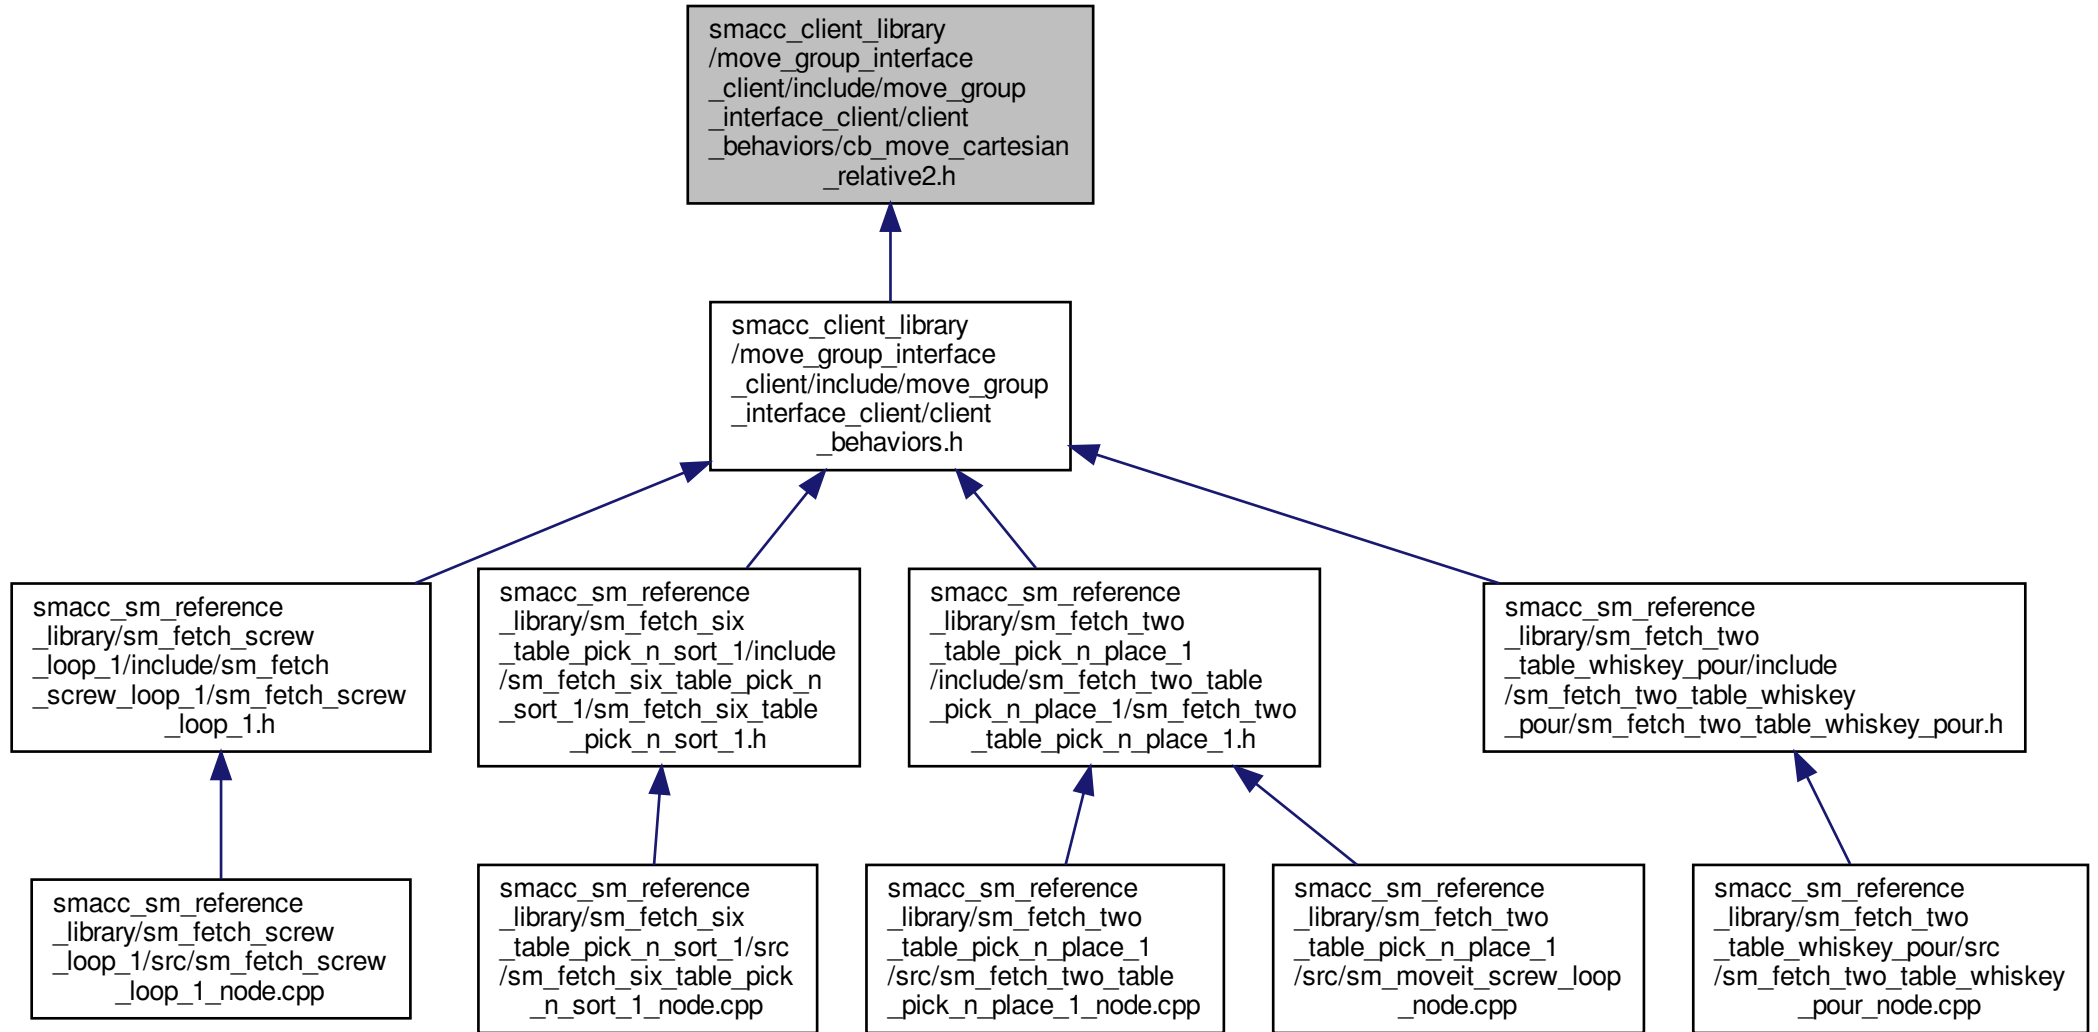 smacc_client_library
/move_group_interface
_client/include/move_group
_interface_client/client
_behaviors/cb_move_cartesian
_relative2.h
smacc_client_library
/move_group_interface
_client/include/move_group
_interface_client/client
_behaviors.h
smacc_sm_reference
_library/sm_fetch_screw
_loop_1/include/sm_fetch
_screw_loop_1/sm_fetch_screw
_loop_1.h
smacc_sm_reference
_library/sm_fetch_six
_table_pick_n_sort_1/include
/sm_fetch_six_table_pick_n
_sort_1/sm_fetch_six_table
_pick_n_sort_1.h
smacc_sm_reference
_library/sm_fetch_two
_table_pick_n_place_1
/include/sm_fetch_two_table
_pick_n_place_1/sm_fetch_two
_table_pick_n_place_1.h
smacc_sm_reference
_library/sm_fetch_two
_table_whiskey_pour/include
/sm_fetch_two_table_whiskey
_pour/sm_fetch_two_table_whiskey_pour.h
smacc_sm_reference
_library/sm_fetch_screw
_loop_1/src/sm_fetch_screw
_loop_1_node.cpp
smacc_sm_reference
_library/sm_fetch_six
_table_pick_n_sort_1/src
/sm_fetch_six_table_pick
_n_sort_1_node.cpp
smacc_sm_reference
_library/sm_fetch_two
_table_pick_n_place_1
/src/sm_fetch_two_table
_pick_n_place_1_node.cpp
smacc_sm_reference
_library/sm_fetch_two
_table_pick_n_place_1
/src/sm_moveit_screw_loop
_node.cpp
smacc_sm_reference
_library/sm_fetch_two
_table_whiskey_pour/src
/sm_fetch_two_table_whiskey
_pour_node.cpp